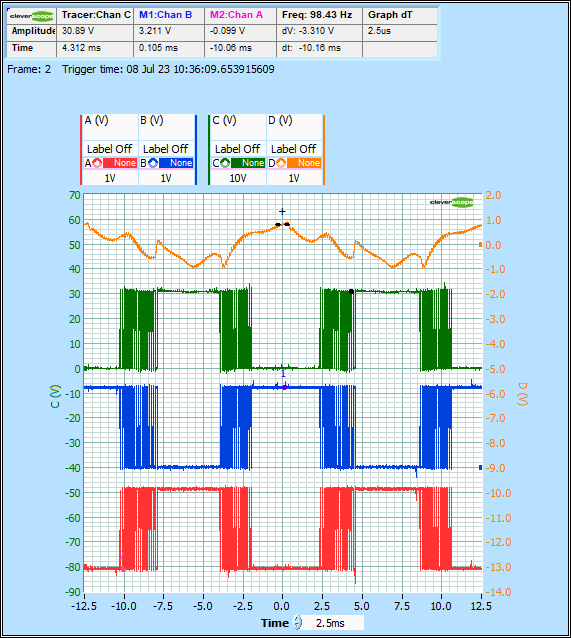 cleverscope Tracer:Chan C M1:Chan B M2:Chan A Freq: 98.43 Hz Graph dT
Amplitude 30.89 V 3.211 V -0.099 V dV: -3.310 V 2.5us
Time 4.312 ms 0.105 ms -10.06 ms dt: -10.16 ms
Frame: 2 Trigger time: 08 Jul 23 10:36:09.653915609
A (V) B (V) C (V) D (V)
Label Off Label Off Label Off Label Off
A None B None C None D None
1V 1V 10V 1V
cleverscope
70 2.0
60 1.0
50 0.0
40 -1.0
30 -2.0
20 -3.0
10 -4.0
0 -5.0
-10 -6.0
-20 -7.0
-30 -8.0
-40 -9.0
-50 -10.0
-60 -11.0
-70 -12.0
-80 -13.0
-90 -14.0
C (V)
D (V)
1
-12.5 -10.0 -7.5 -5.0 -2.5 0.0 2.5 5.0 7.5 10.0 12.5
Time 2.5ms